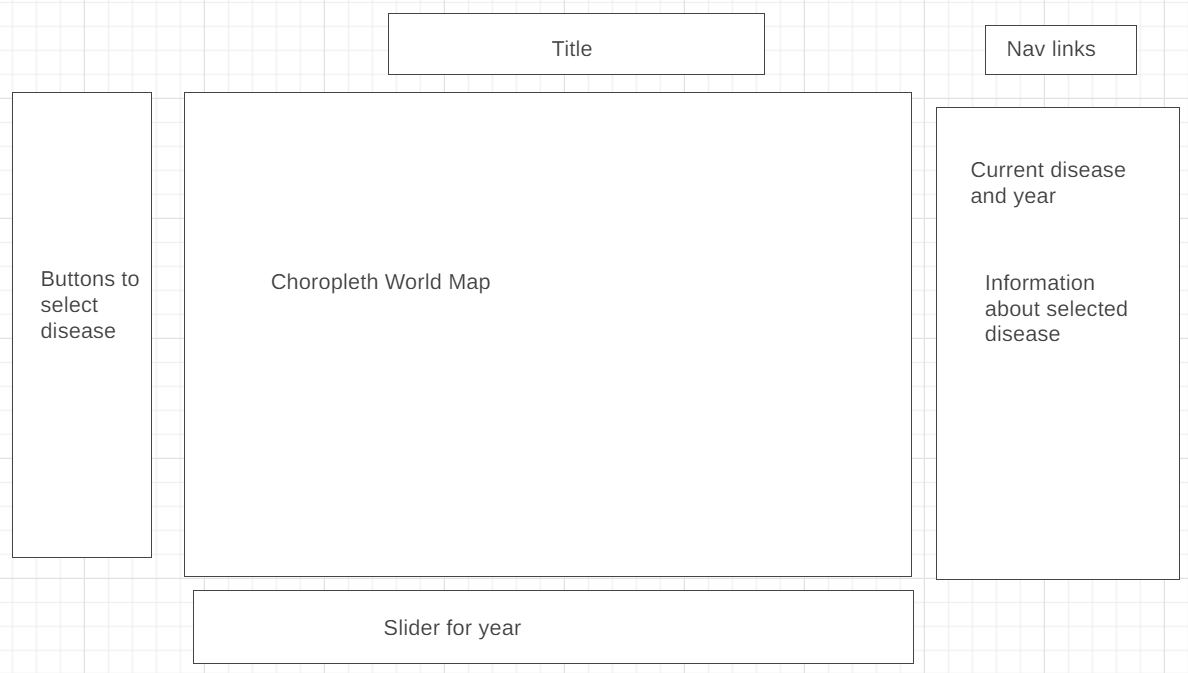 Title
Nav links
Buttons to
select
disease
Choropleth World Map
Current disease
and year
Information
about selected
disease
Slider for year